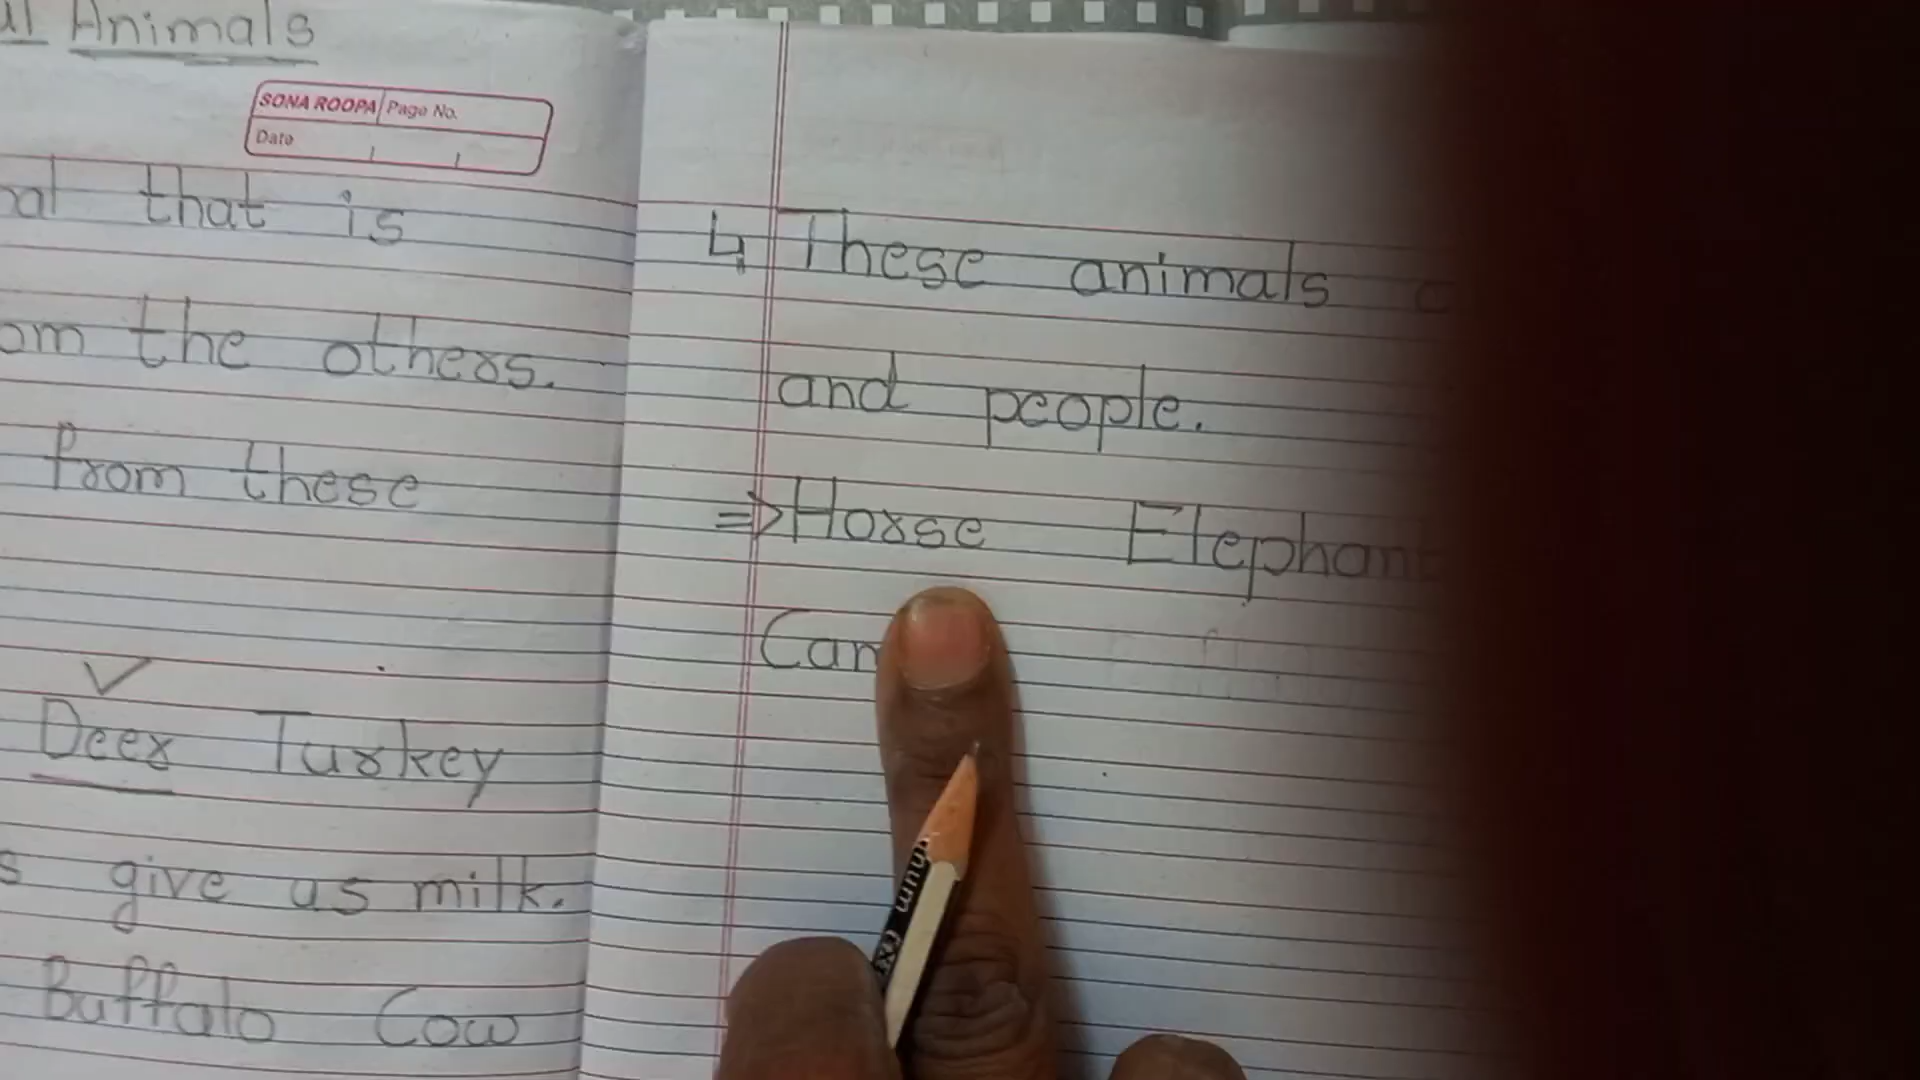 Animals
SONA ROOPA Page No.
Date
that is
the others.
from these
Deer Turkey
give us milk.
Buffalo Cow
4 These animals
and people.
⇒ Horse Elephan